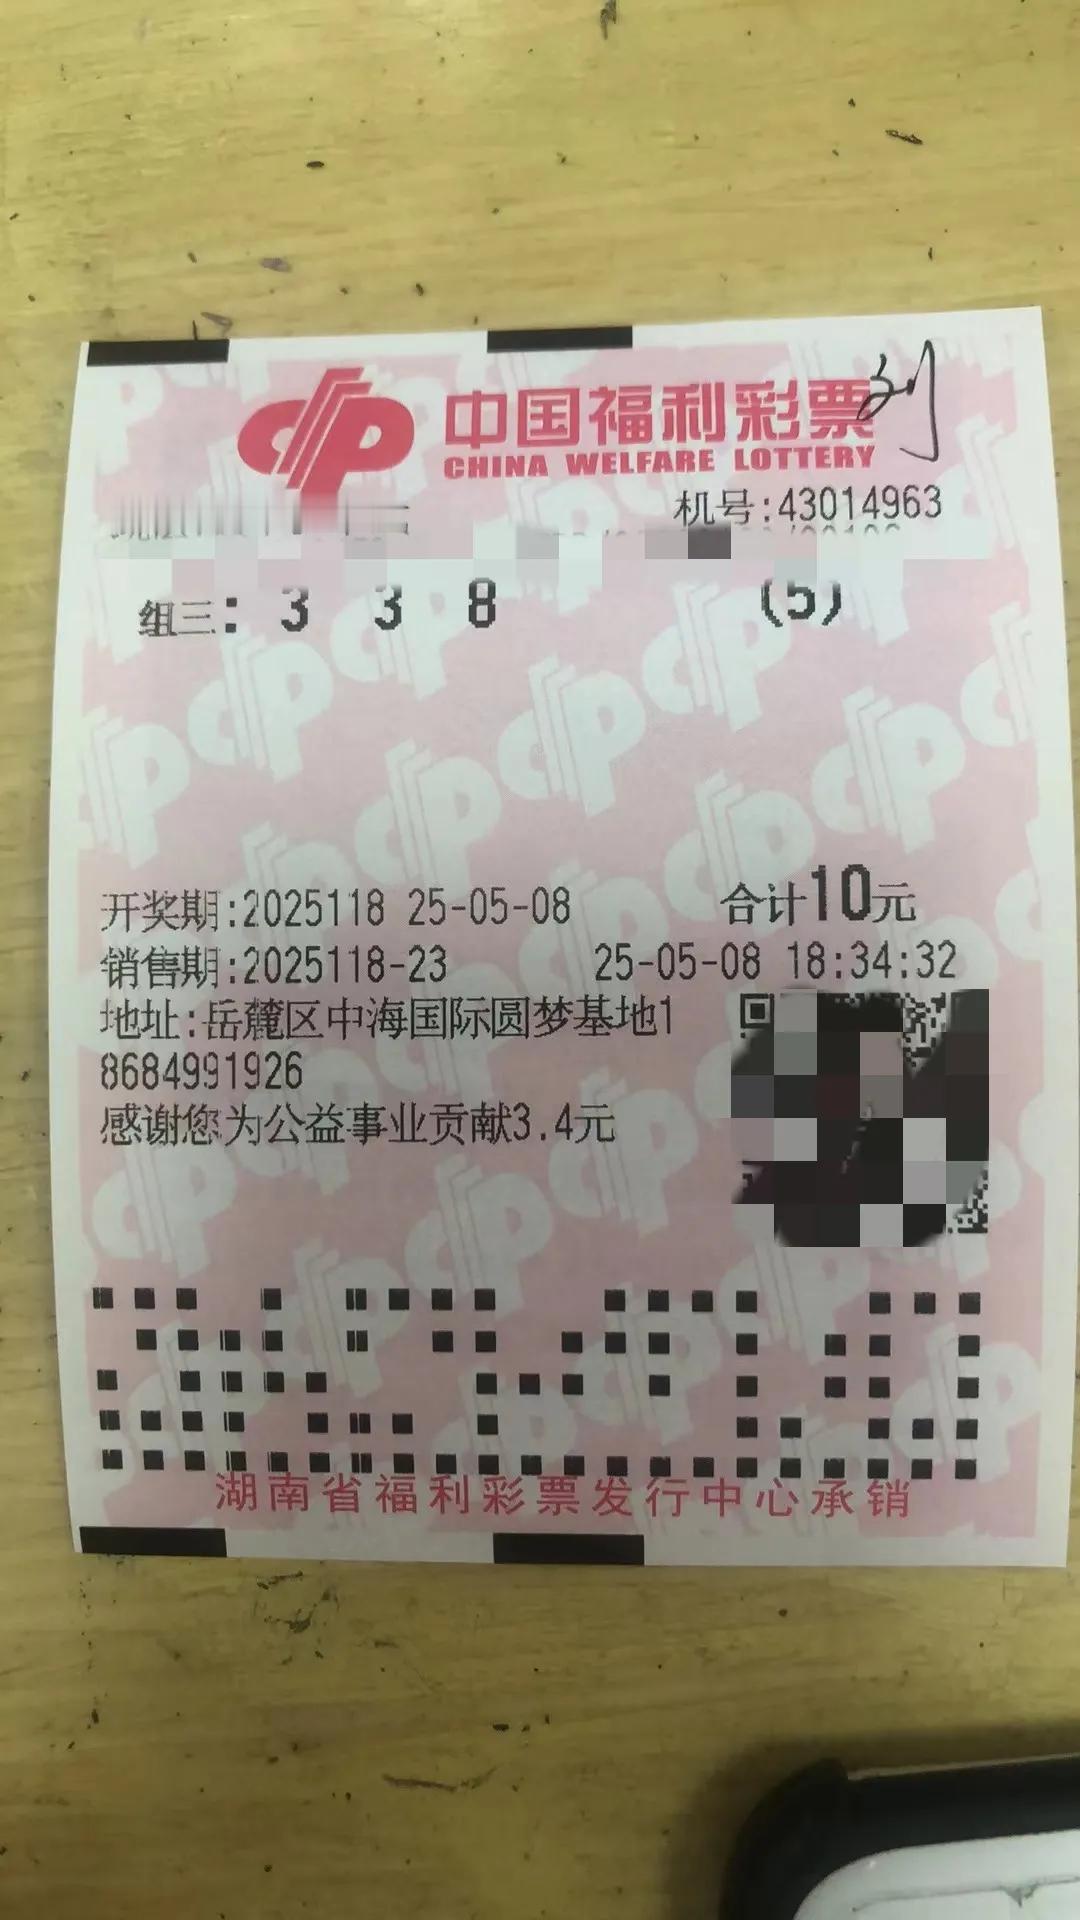 中国福利彩票
CHINA WELFARE LOTTERY
机号:43014963
组三: 3 3 8 (5)
开奖期:2025118 25-05-08 合计10元
销售期:2025118-23 25-05-08 18:34:32
地址:岳麓区中海国际圆梦基地1
8684991926
感谢您为公益事业贡献3.4元
湖南省福利彩票发行中心承销